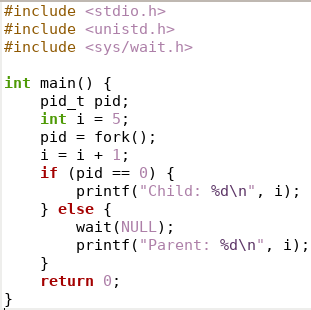 #include <stdio.h>
#include <unistd.h>
#include <sys/wait.h>

int main() {
    pid_t pid;
    int i = 5;
    pid = fork();
    i = i + 1;
    if (pid == 0) {
        printf("Child: %d\n", i);
    } else {
        wait(NULL);
        printf("Parent: %d\n", i);
    }
    return 0;
}